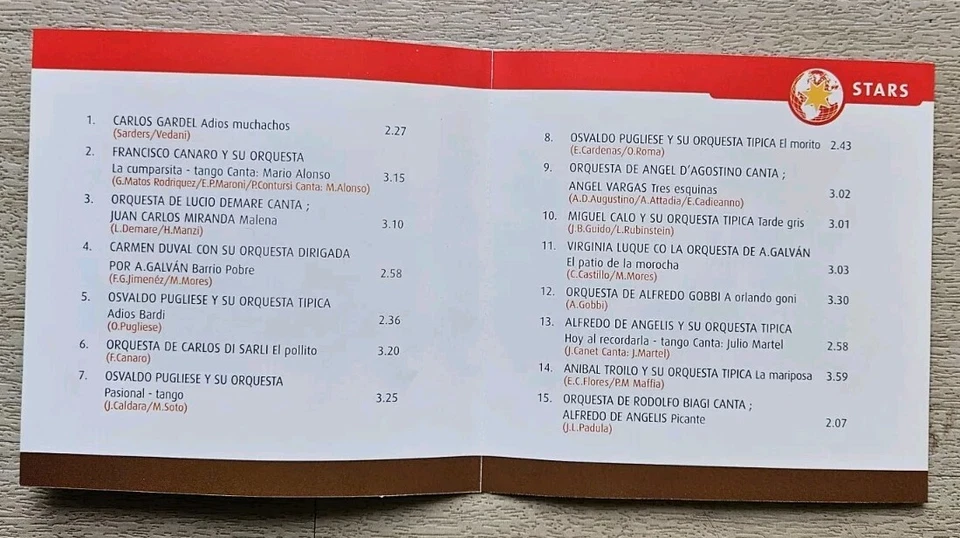 1. CARLOS GARDEL Adios muchachos 2.27
(Sarders/Vedani)
2. FRANCISCO CANARO Y SU ORQUESTA
La cumparsita - tango Canta: Mario Alonso 3.15
(G.Matos Rodriquez/E.P.Maroni/P.Contursi Canta: M.Alonso)
3. ORQUESTA DE LUCIO DEMARE CANTA ;
JUAN CARLOS MIRANDA Malena 3.10
(L.Demare/H.Manzi)
4. CARMEN DUVAL CON SU ORQUESTA DIRIGADA
POR A.GALVÁN Barrio Pobre 2.58
(F.G.Jimenéz/M.Mores)
5. OSVALDO PUGLIESE Y SU ORQUESTA TIPICA
Adios Bardi 2.36
(O.Pugliese)
6. ORQUESTA DE CARLOS DI SARLI El pollito 3.20
(F.Canaro)
7. OSVALDO PUGLIESE Y SU ORQUESTA
Pasional - tango 3.25
(J.Caldara/M.Soto)
STARS
8. OSVALDO PUGLIESE Y SU ORQUESTA TIPICA El morito 2.43
(E.Cardenas/O.Roma)
9. ORQUESTA DE ANGEL D'AGOSTINO CANTA ;
ANGEL VARGAS Tres esquinas 3.02
(A.D.Augustino/A.Attadia/E.Cadieanno)
10. MIGUEL CALO Y SU ORQUESTA TIPICA Tarde gris 3.01
(J.B.Guido/L.Rubinstein)
11. VIRGINIA LUQUE CO LA ORQUESTA DE A.GALVÁN
El patio de la morocha 3.03
(C.Castillo/M.Mores)
12. ORQUESTA DE ALFREDO GOBBI A orlando goni 3.30
(A.Gobbi)
13. ALFREDO DE ANGELIS Y SU ORQUESTA TIPICA
Hoy al recordarla - tango Canta: Julio Martel 2.58
(J.Canet Canta: J.Martel)
14. ANIBAL TROILO Y SU ORQUESTA TIPICA La mariposa 3.59
(E.C.Flores/P.M Maffia)
15. ORQUESTA DE RODOLFO BIAGI CANTA ;
ALFREDO DE ANGELIS Picante 2.07
(J.L.Padula)